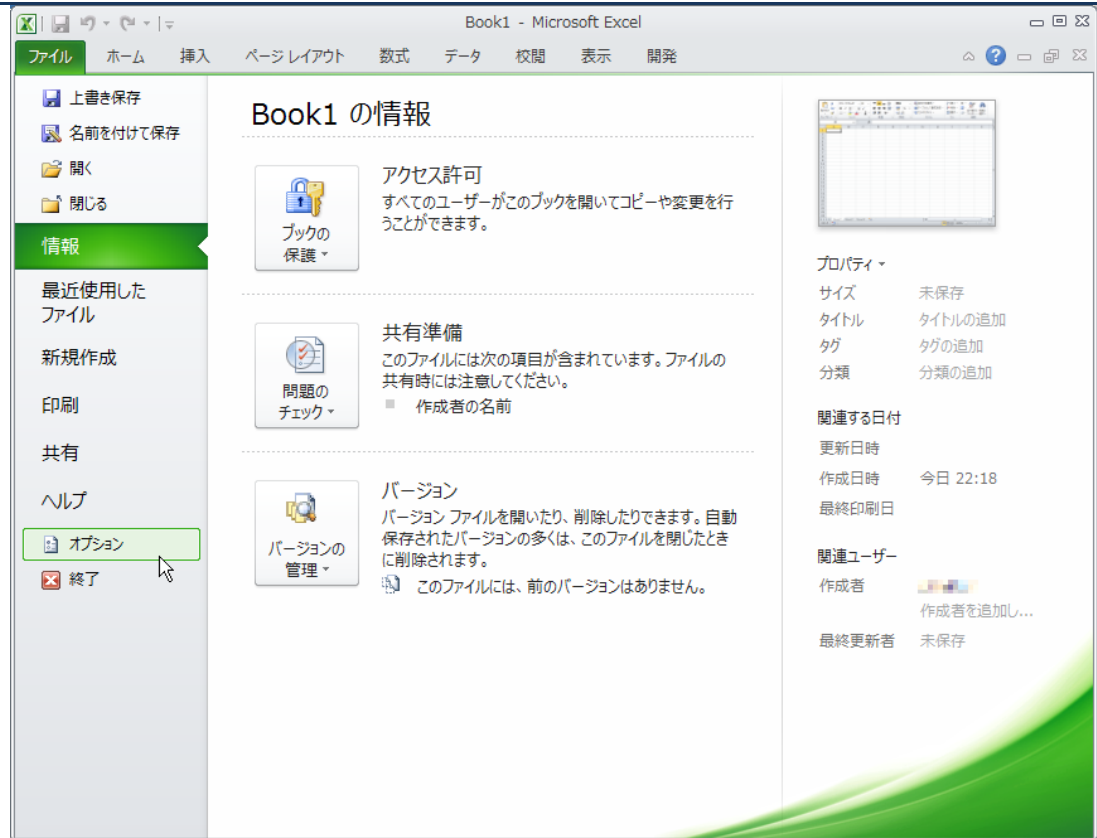 Book1 - Microsoft Excel
ファイル ホーム 挿入 ページ レイアウト 数式 データ 校閲 表示 開発
上書き保存
名前を付けて保存
開く
閉じる
情報
最近使用した
ファイル
新規作成
印刷
共有
ヘルプ
オプション
終了
Book1 の情報
ブックの
保護
アクセス許可
すべてのユーザーがこのブックを開いてコピーや変更を行
うことができます。
問題の
チェック
共有準備
このファイルには次の項目が含まれています。ファイルの
共有時には注意してください。
作成者の名前
バージョンの
管理
バージョン
バージョン ファイルを開いたり、削除したりできます。自動
保存されたバージョンの多くは、このファイルを閉じたとき
に削除されます。
このファイルには、前のバージョンはありません。
プロパティ
サイズ 未保存
タイトル タイトルの追加
タグ タグの追加
分類 分類の追加
関連する日付
更新日時
作成日時 今日 22:18
最終印刷日
関連ユーザー
作成者
作成者を追加し...
最終更新者 未保存